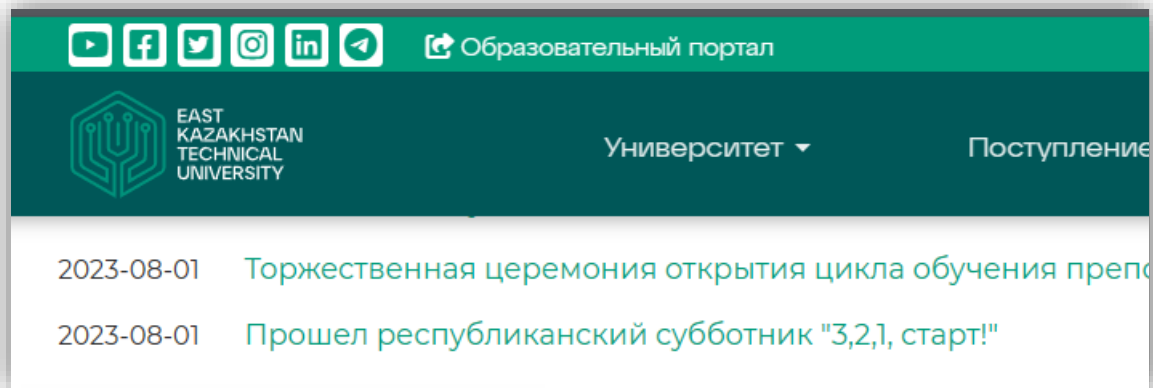 Образовательный портал
EAST
KAZAKHSTAN
TECHNICAL
UNIVERSITY
Университет
Поступление
2023-08-01 Торжественная церемония открытия цикла обучения
2023-08-01 Прошел республиканский субботник "3,2,1, старт!"